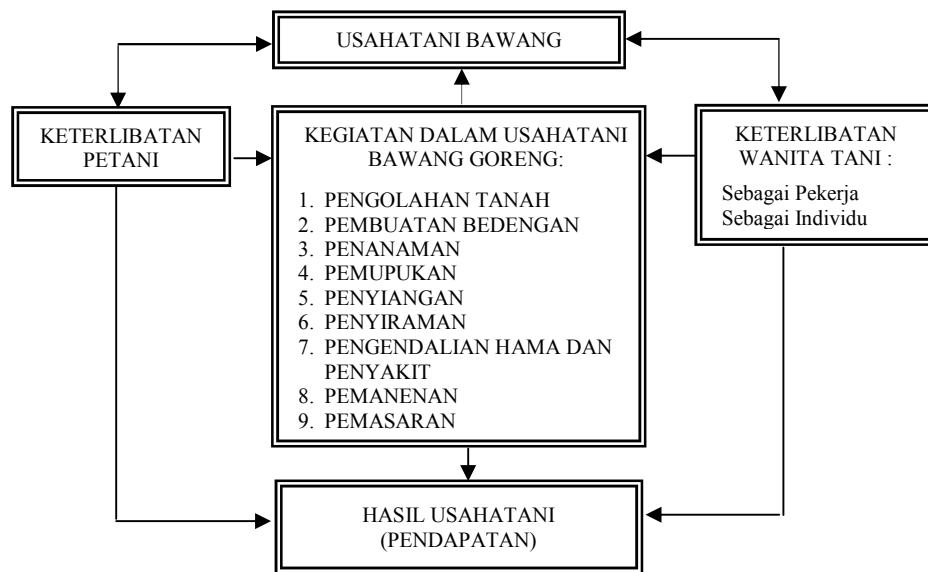 USAHATANI BAWANG
KETERLIBATAN
PETANI
KEGIATAN DALAM USAHATANI
BAWANG GORENG:
1. PENGOLAHAN TANAH
2. PEMBUATAN BEDENGAN
3. PENANAMAN
4. PEMUPUKAN
5. PENYIANGAN
6. PENYIRAMAN
7. PENGENDALIAN HAMA DAN
PENYAKIT
8. PEMANENAN
9. PEMASARAN
KETERLIBATAN
WANITA TANI :
Sebagai Pekerja
Sebagai Individu
HASIL USAHATANI
(PENDAPATAN)